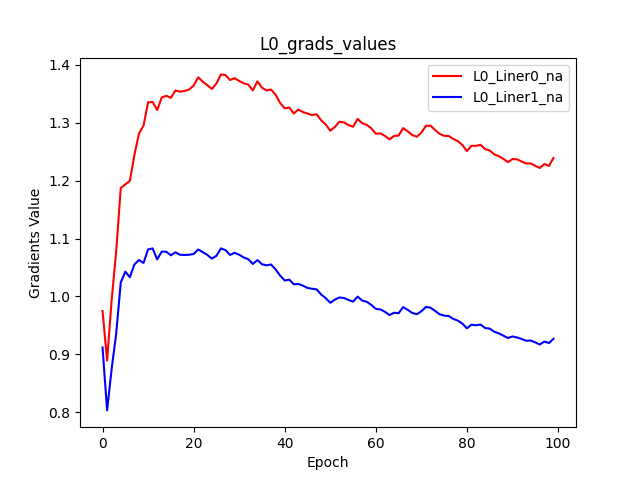 L0_grads_values
L0_Liner0_na
L0_Liner1_na
Gradients Value
1.4
1.3
1.2
1.1
1.0
0.9
0.8
0
20
40
60
80
100
Epoch